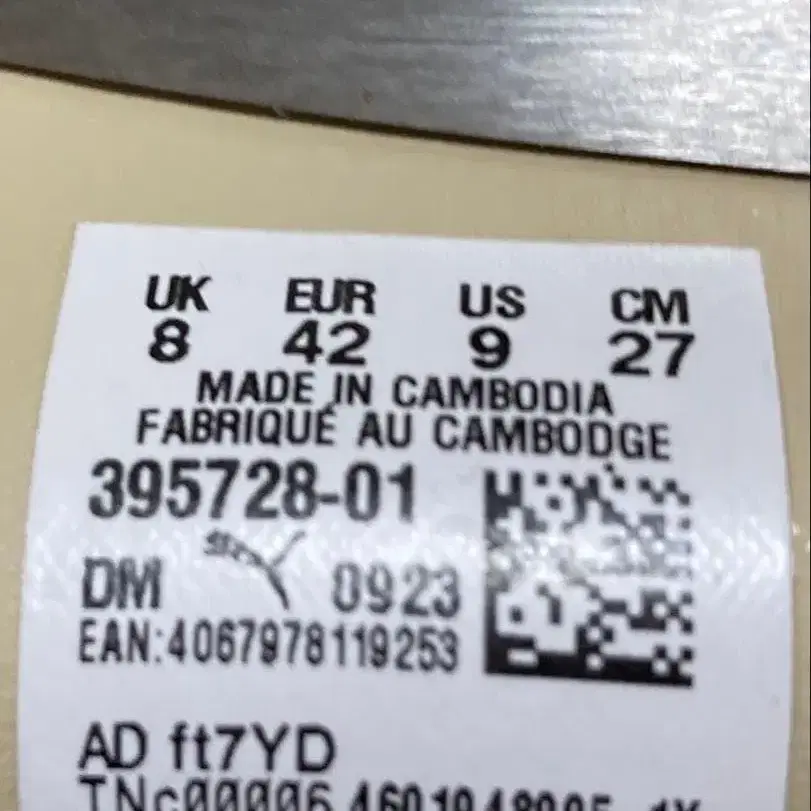 UK EUR US CM
8 42 9 27
MADE IN CAMBODIA
FABRIQUÉ AU CAMBODGE
395728-01
DM 0923
EAN:4067978119253
AD ft7YD